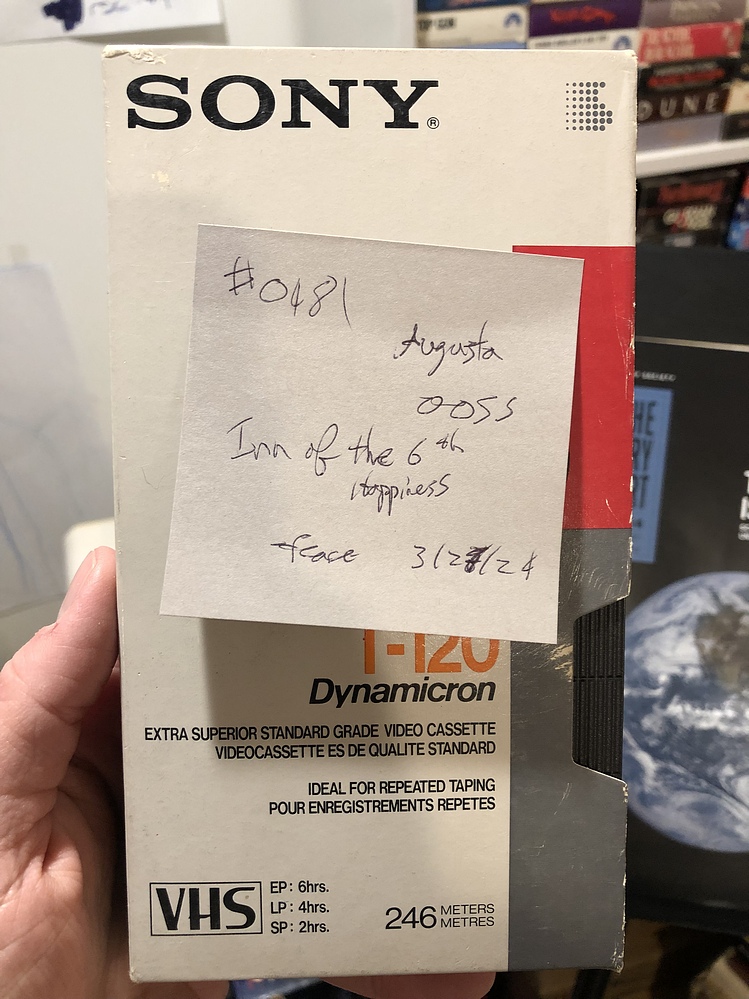 SONY®
#0481
Augusta
0055
Inn of the 6th
Happiness
3/27/24
T-120
Dynamicron
EXTRA SUPERIOR STANDARD GRADE VIDEO CASSETTE
VIDEOCASSETTE ES DE QUALITE STANDARD
IDEAL FOR REPEATED TAPING
POUR ENREGISTREMENTS REPETES
VHS
EP: 6hrs.
LP: 4hrs.
SP: 2hrs.
246 METERS
METRES
DUNE